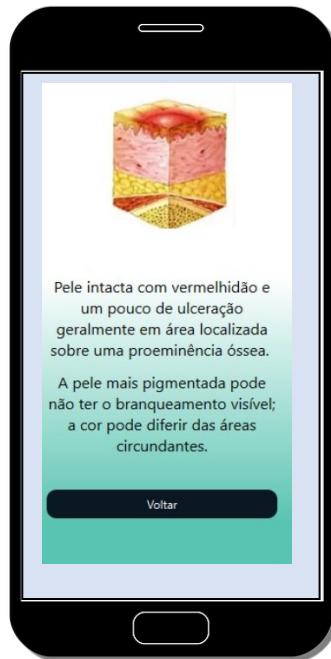 Pele intacta com vermelhidão e
um pouco de ulceração
geralmente em área localizada
sobre uma proeminência óssea.
A pele mais pigmentada pode
não ter o branqueamento visível;
a cor pode diferir das áreas
circundantes.
Voltar